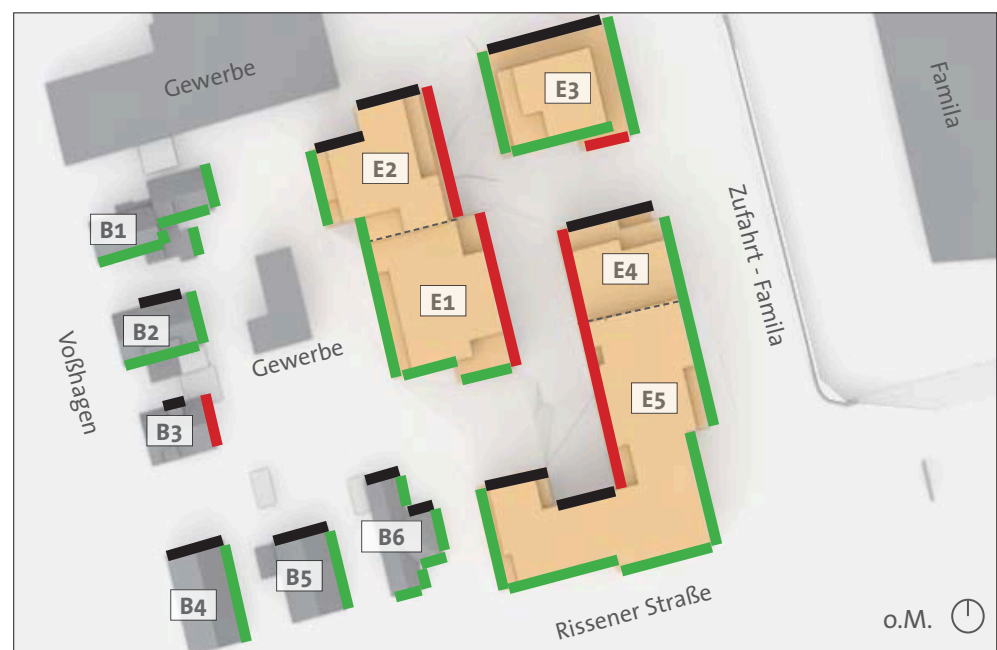 Gewerbe
E3
Famila
E2
B1
Zufahrt - Famila
E4
E1
B2
Voßhagen
Gewerbe
E5
B3
B6
B5
B4
Rissener Straße
o.M.